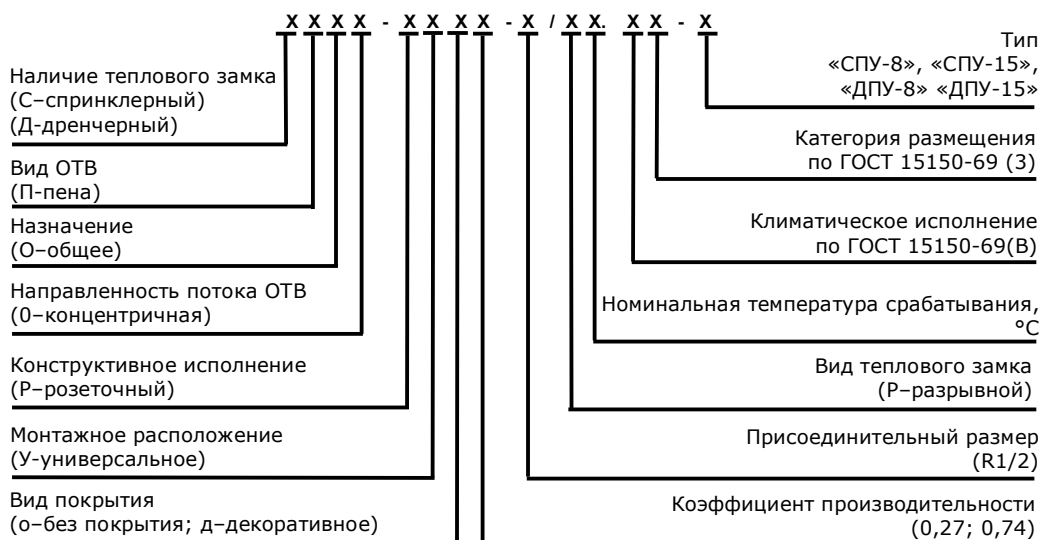 X X X X - X X X X - X / X X. X X - X
Наличие теплового замка
(С–спринклерный)
(Д-дренчерный)
Вид ОТВ
(П-пена)
Назначение
(О–общее)
Направленность потока ОТВ
(0–концентричная)
Конструктивное исполнение
(Р–розеточный)
Монтажное расположение
(У-универсальное)
Вид покрытия
(о–без покрытия; д–декоративное)
Тип
«СПУ-8», «СПУ-15»,
«ДПУ-8» «ДПУ-15»
Категория размещения
по ГОСТ 15150-69 (3)
Климатическое исполнение
по ГОСТ 15150-69(В)
Номинальная температура срабатывания,
°С
Вид теплового замка
(Р–разрывной)
Присоединительный размер
(R1/2)
Коэффициент производительности
(0,27; 0,74)